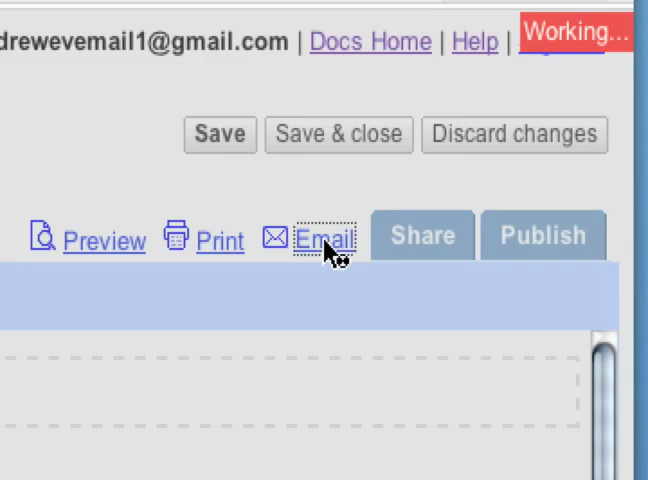 drewevemail1@gmail.com | Docs Home | Help | Working...
Save Save & close Discard changes
Preview Print Email Share Publish